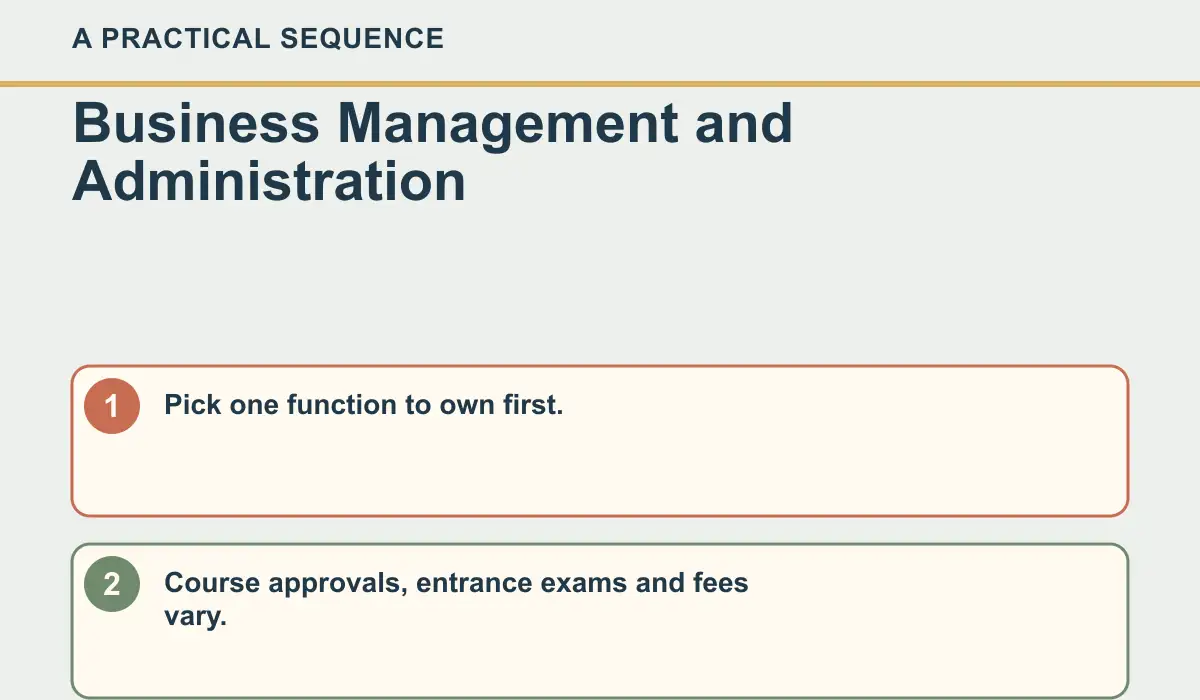 A PRACTICAL SEQUENCE
Business Management and
Administration
1
Pick one function to own first.
2
Course approvals, entrance exams and fees
vary.